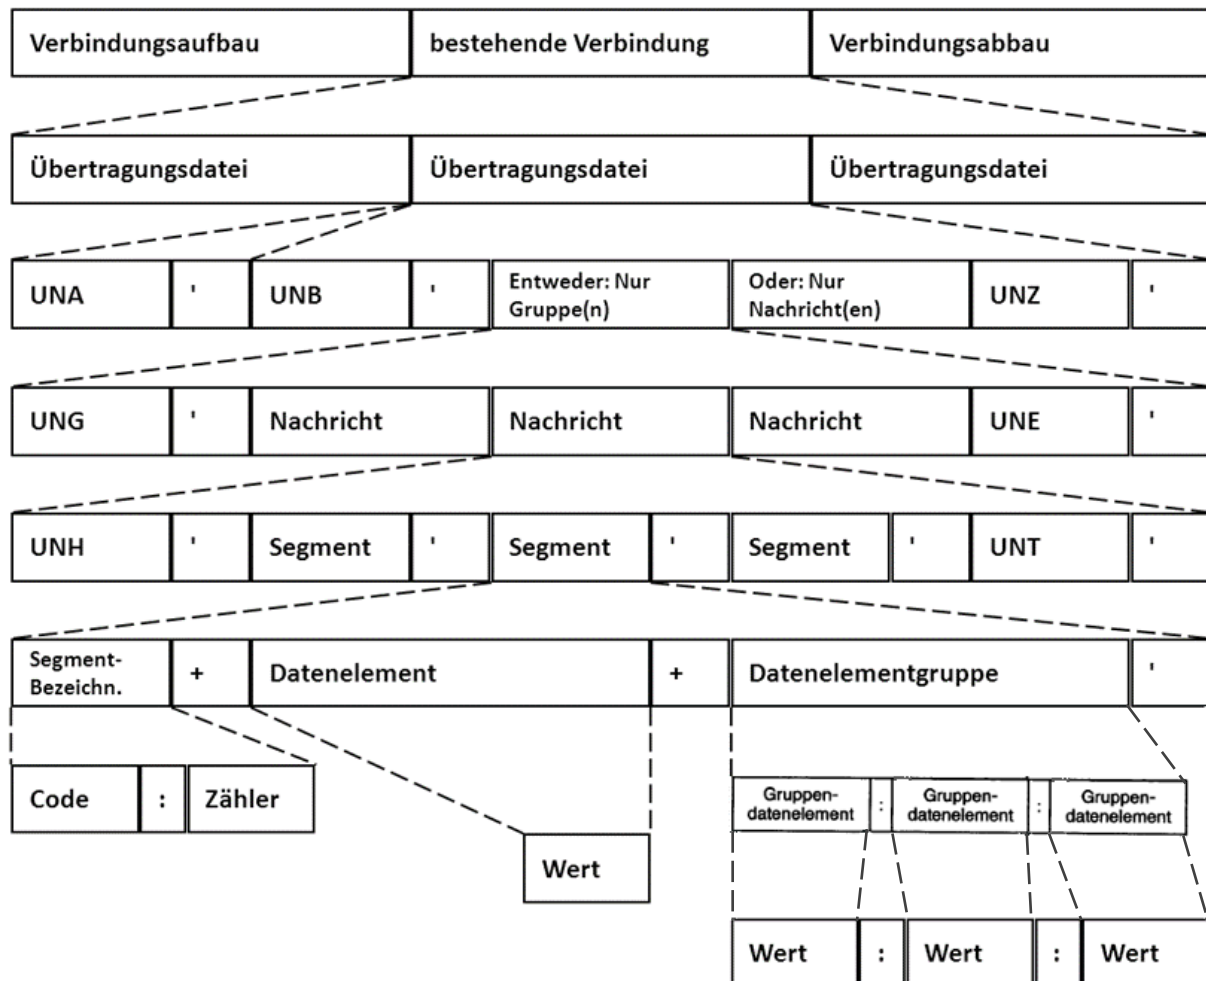 Verbindungsaufbau bestehende Verbindung Verbindungsabbau
Übertragungsdatei Übertragungsdatei Übertragungsdatei
UNA ' UNB ' Entweder: Nur Gruppe(n) Oder: Nur Nachricht(en) UNZ '
UNG ' Nachricht Nachricht Nachricht UNE '
UNH ' Segment ' Segment ' Segment ' UNT '
Segment-Bezeichn. + Datenelement + Datenelementgruppe '
Code : Zähler
Gruppen-datenelement : Gruppen-datenelement : Gruppen-datenelement
Wert
Wert : Wert : Wert